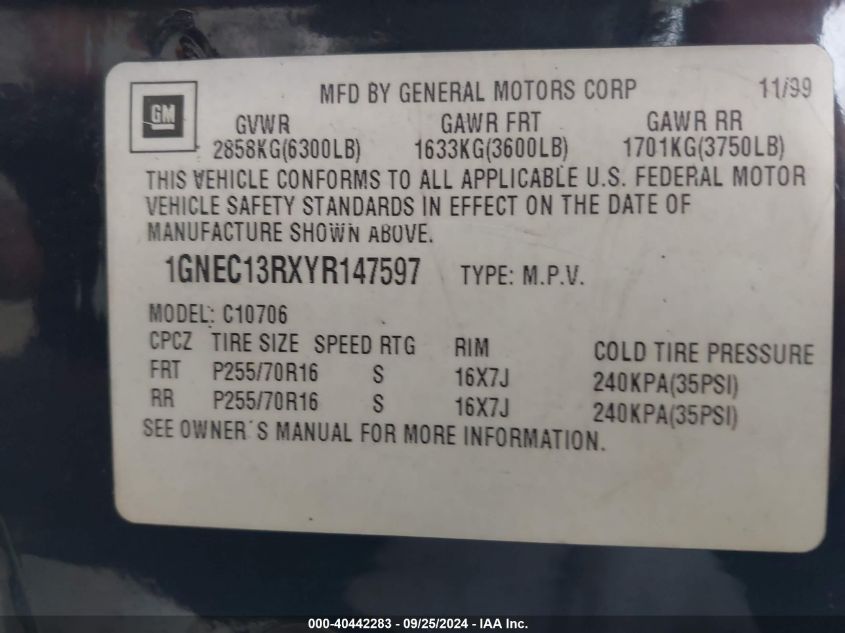 GM
MFD BY GENERAL MOTORS CORP 11/99
GVWR GAWR FRT GAWR RR
2858KG(6300LB) 1633KG(3600LB) 1701KG(3750LB)
THIS VEHICLE CONFORMS TO ALL APPLICABLE U.S. FEDERAL MOTOR
VEHICLE SAFETY STANDARDS IN EFFECT ON THE DATE OF
MANUFACTURE SHOWN ABOVE.
1GNEC13RXYR147597 TYPE: M.P.V.
MODEL: C10706
CPCZ TIRE SIZE SPEED RTG RIM COLD TIRE PRESSURE
FRT P255/70R16 S 16X7J 240KPA(35PSI)
RR P255/70R16 S 16X7J 240KPA(35PSI)
SEE OWNER'S MANUAL FOR MORE INFORMATION.
000-40442283 - 09/25/2024 - IAA Inc.